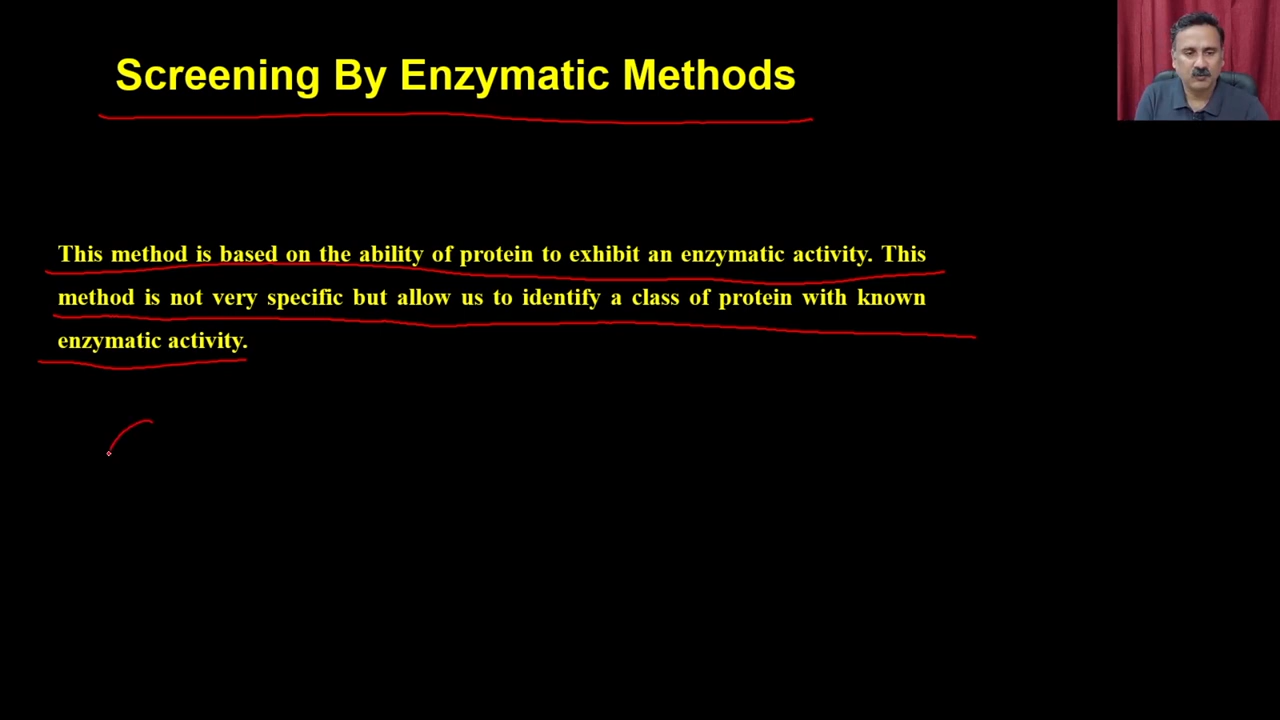 Screening By Enzymatic Methods
This method is based on the ability of protein to exhibit an enzymatic activity. This
method is not very specific but allow us to identify a class of protein with known
enzymatic activity.